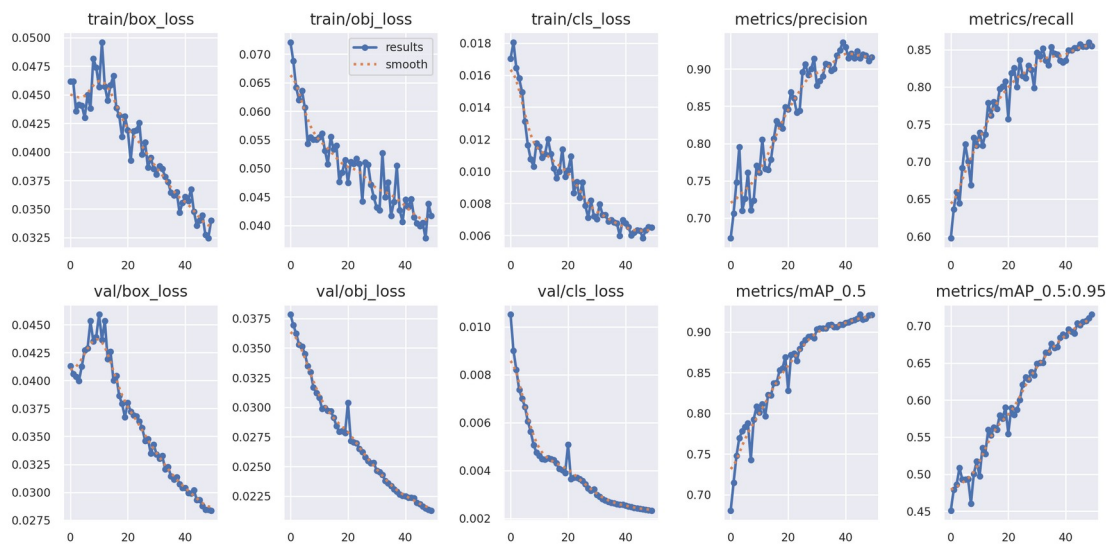 train/box_loss
0.0500
0.0475
0.0450
0.0425
0.0400
0.0375
0.0350
0.0325
0 20 40
train/obj_loss
results
smooth
0.070
0.065
0.060
0.055
0.050
0.045
0.040
0 20 40
train/cls_loss
0.018
0.016
0.014
0.012
0.010
0.008
0.006
0 20 40
metrics/precision
0.90
0.85
0.80
0.75
0.70
0 20 40
metrics/recall
0.85
0.80
0.75
0.70
0.65
0.60
0 20 40
val/box_loss
0.0450
0.0425
0.0400
0.0375
0.0350
0.0325
0.0300
0.0275
0 20 40
val/obj_loss
0.0375
0.0350
0.0325
0.0300
0.0275
0.0250
0.0225
0 20 40
val/cls_loss
0.010
0.008
0.006
0.004
0.002
0 20 40
metrics/mAP_0.5
0.90
0.85
0.80
0.75
0.70
0 20 40
metrics/mAP_0.5:0.95
0.70
0.65
0.60
0.55
0.50
0.45
0 20 40